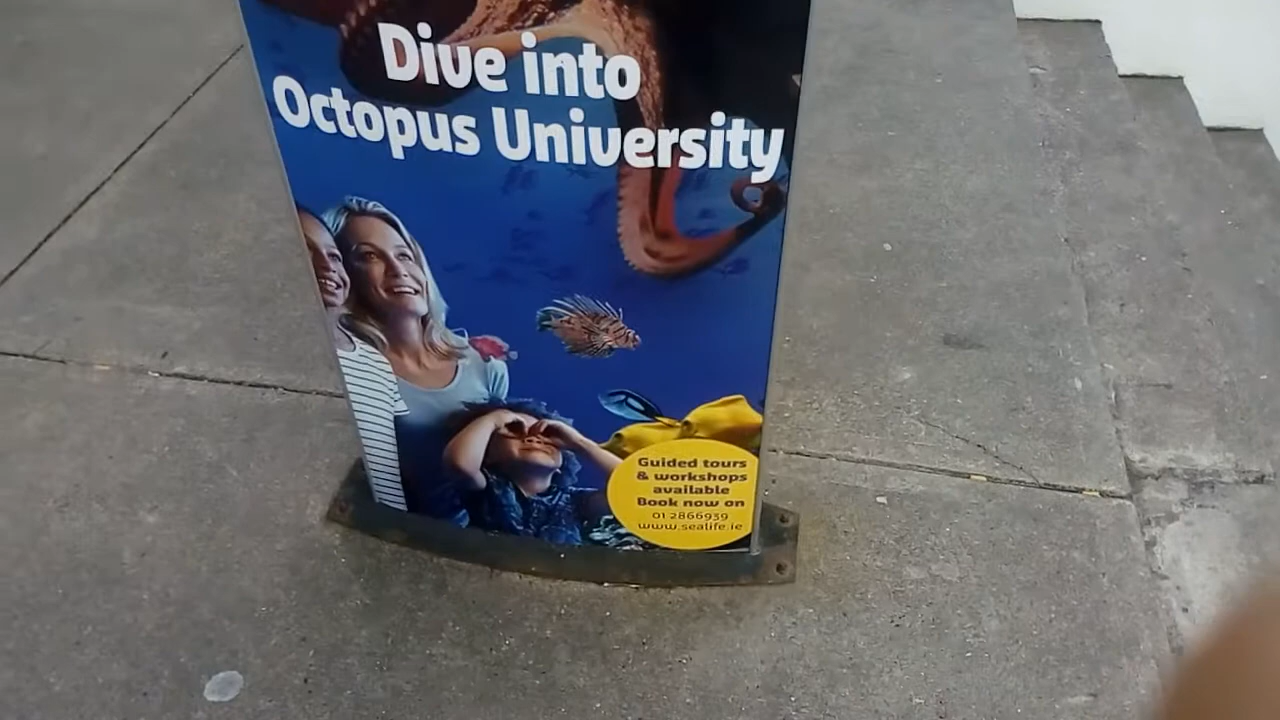 Dive into
Octopus University
Guided tours
& workshops
available
Book now on
01 2866939
www.sealife.ie